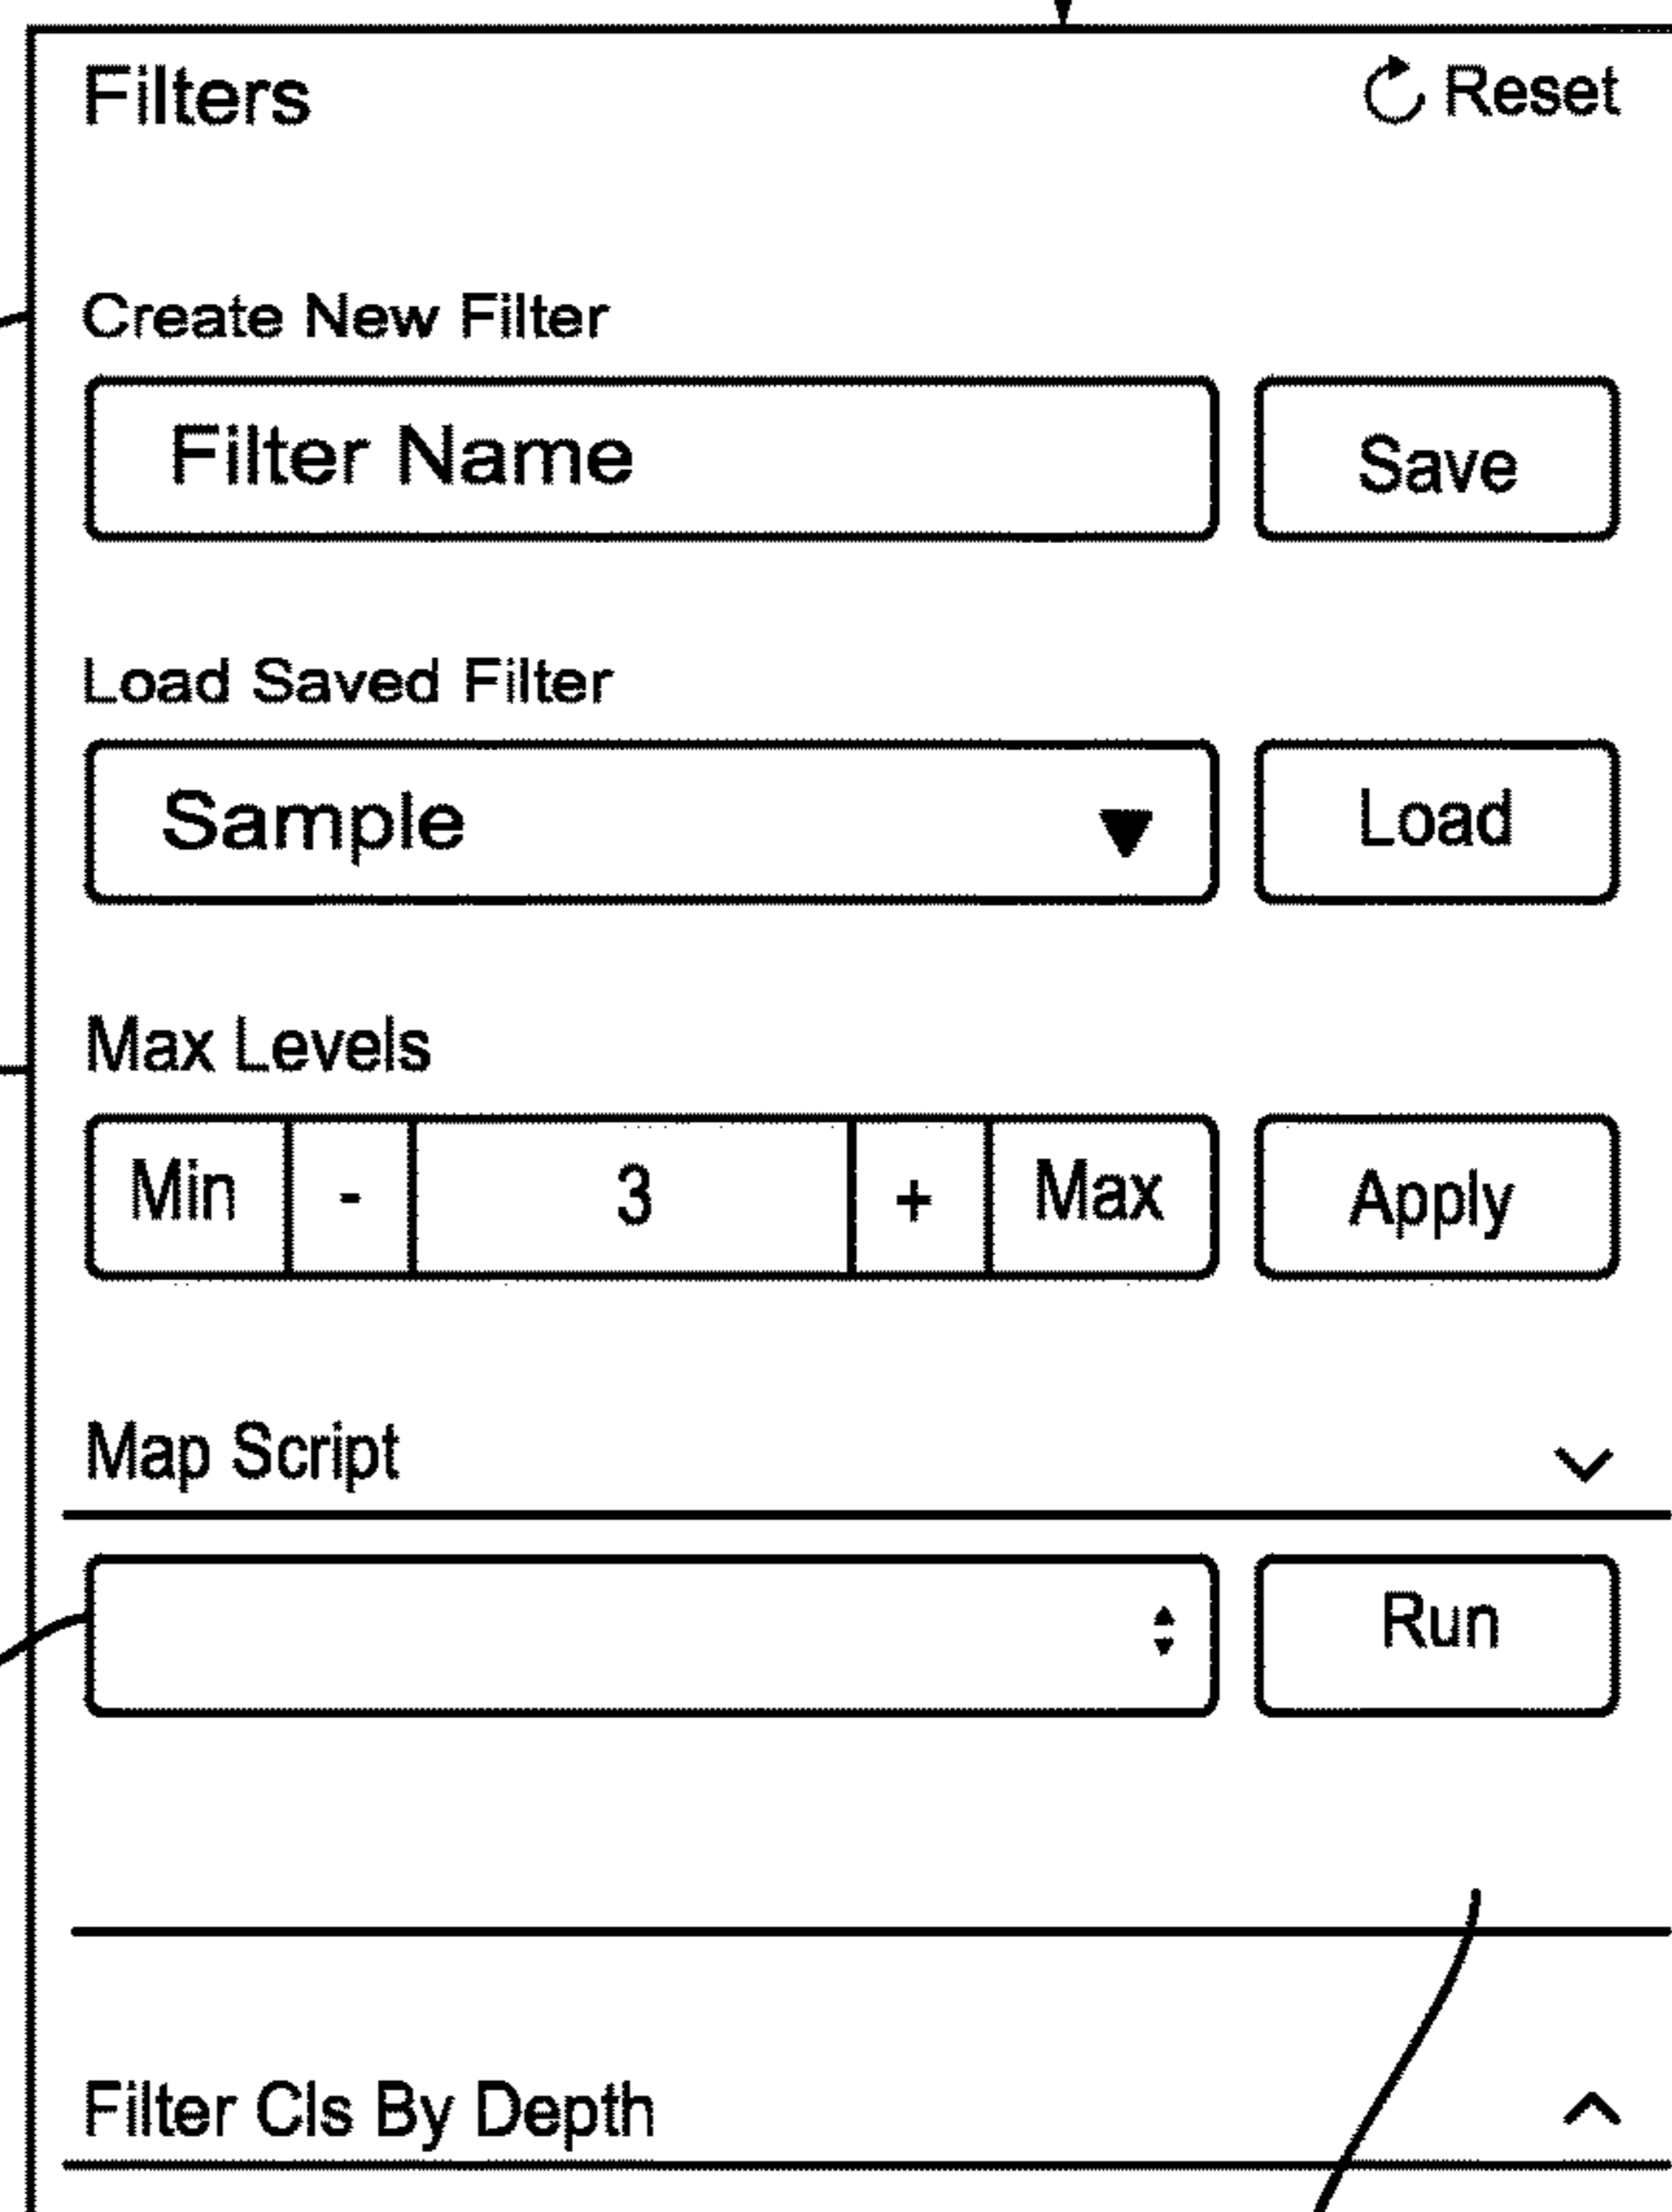 Filters Reset
Create New Filter
Filter Name Save
Load Saved Filter
Sample Load
Max Levels
Min - 3 + Max Apply
Map Script
Run
Filter CIs By Depth